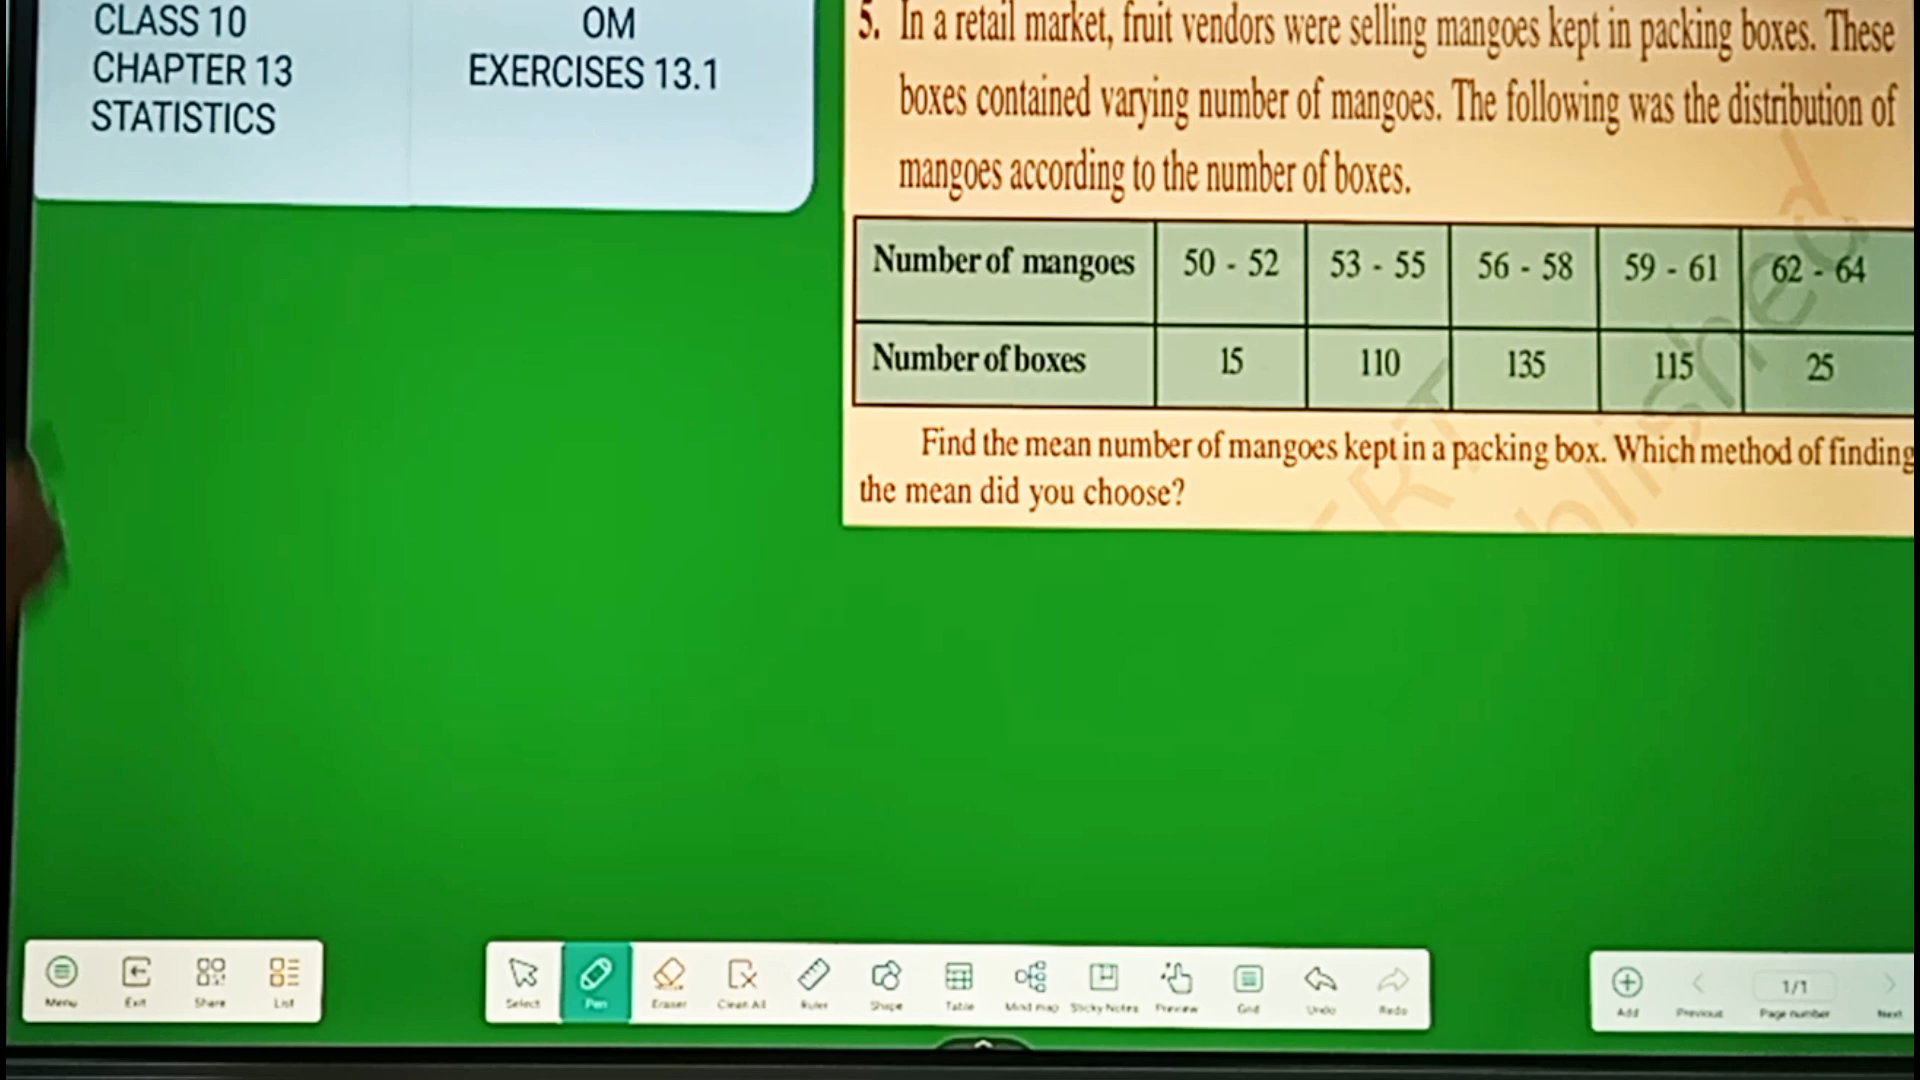 CLASS 10
CHAPTER 13
STATISTICS
OM
EXERCISES 13.1
5. In a retail market, fruit vendors were selling mangoes kept in packing boxes. These
boxes contained varying number of mangoes. The following was the distribution of
mangoes according to the number of boxes.
Number of mangoes 50 - 52 53 - 55 56 - 58 59 - 61 62 - 64
Number of boxes 15 110 135 115 25
Find the mean number of mangoes kept in a packing box. Which method of finding
the mean did you choose?
Menu Exit Share List
Select Pen Eraser Clean All Ruler Shape Table Mind map Sticky Notes Preview Grid Undo Redo
1/1
Add Previous Page number Next